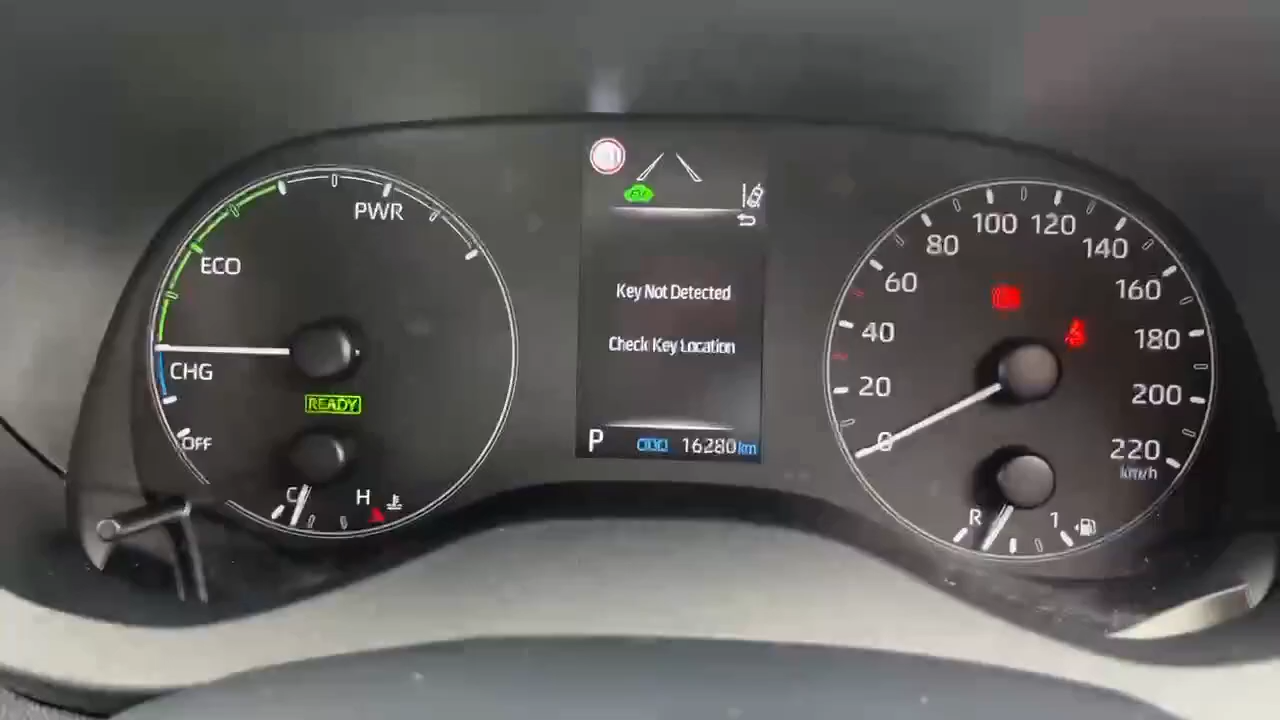 PWR
ECO
CHG
OFF
READY
C
H
EV
Key Not Detected
Check Key Location
P
16280 km
0
20
40
60
80
100
120
140
160
180
200
220
km/h
R
1